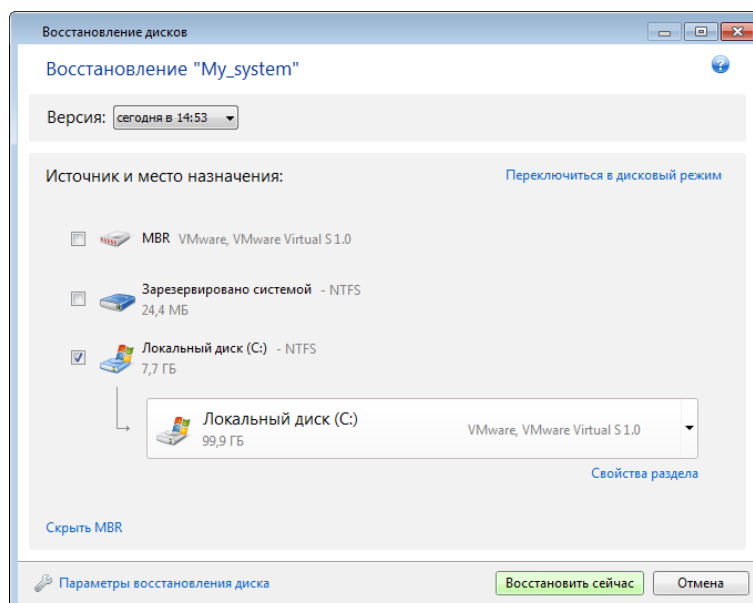 Восстановление дисков
Восстановление "My_system"
Версия: сегодня в 14:53
Источник и место назначения: Переключиться в дисковый режим
MBR VMware, VMware Virtual S 1.0
Зарезервировано системой - NTFS
24,4 МБ
Локальный диск (C:) - NTFS
7,7 ГБ
Локальный диск (C:) VMware, VMware Virtual S 1.0
99,9 ГБ
Свойства раздела
Скрыть MBR
Параметры восстановления диска Восстановить сейчас Отмена